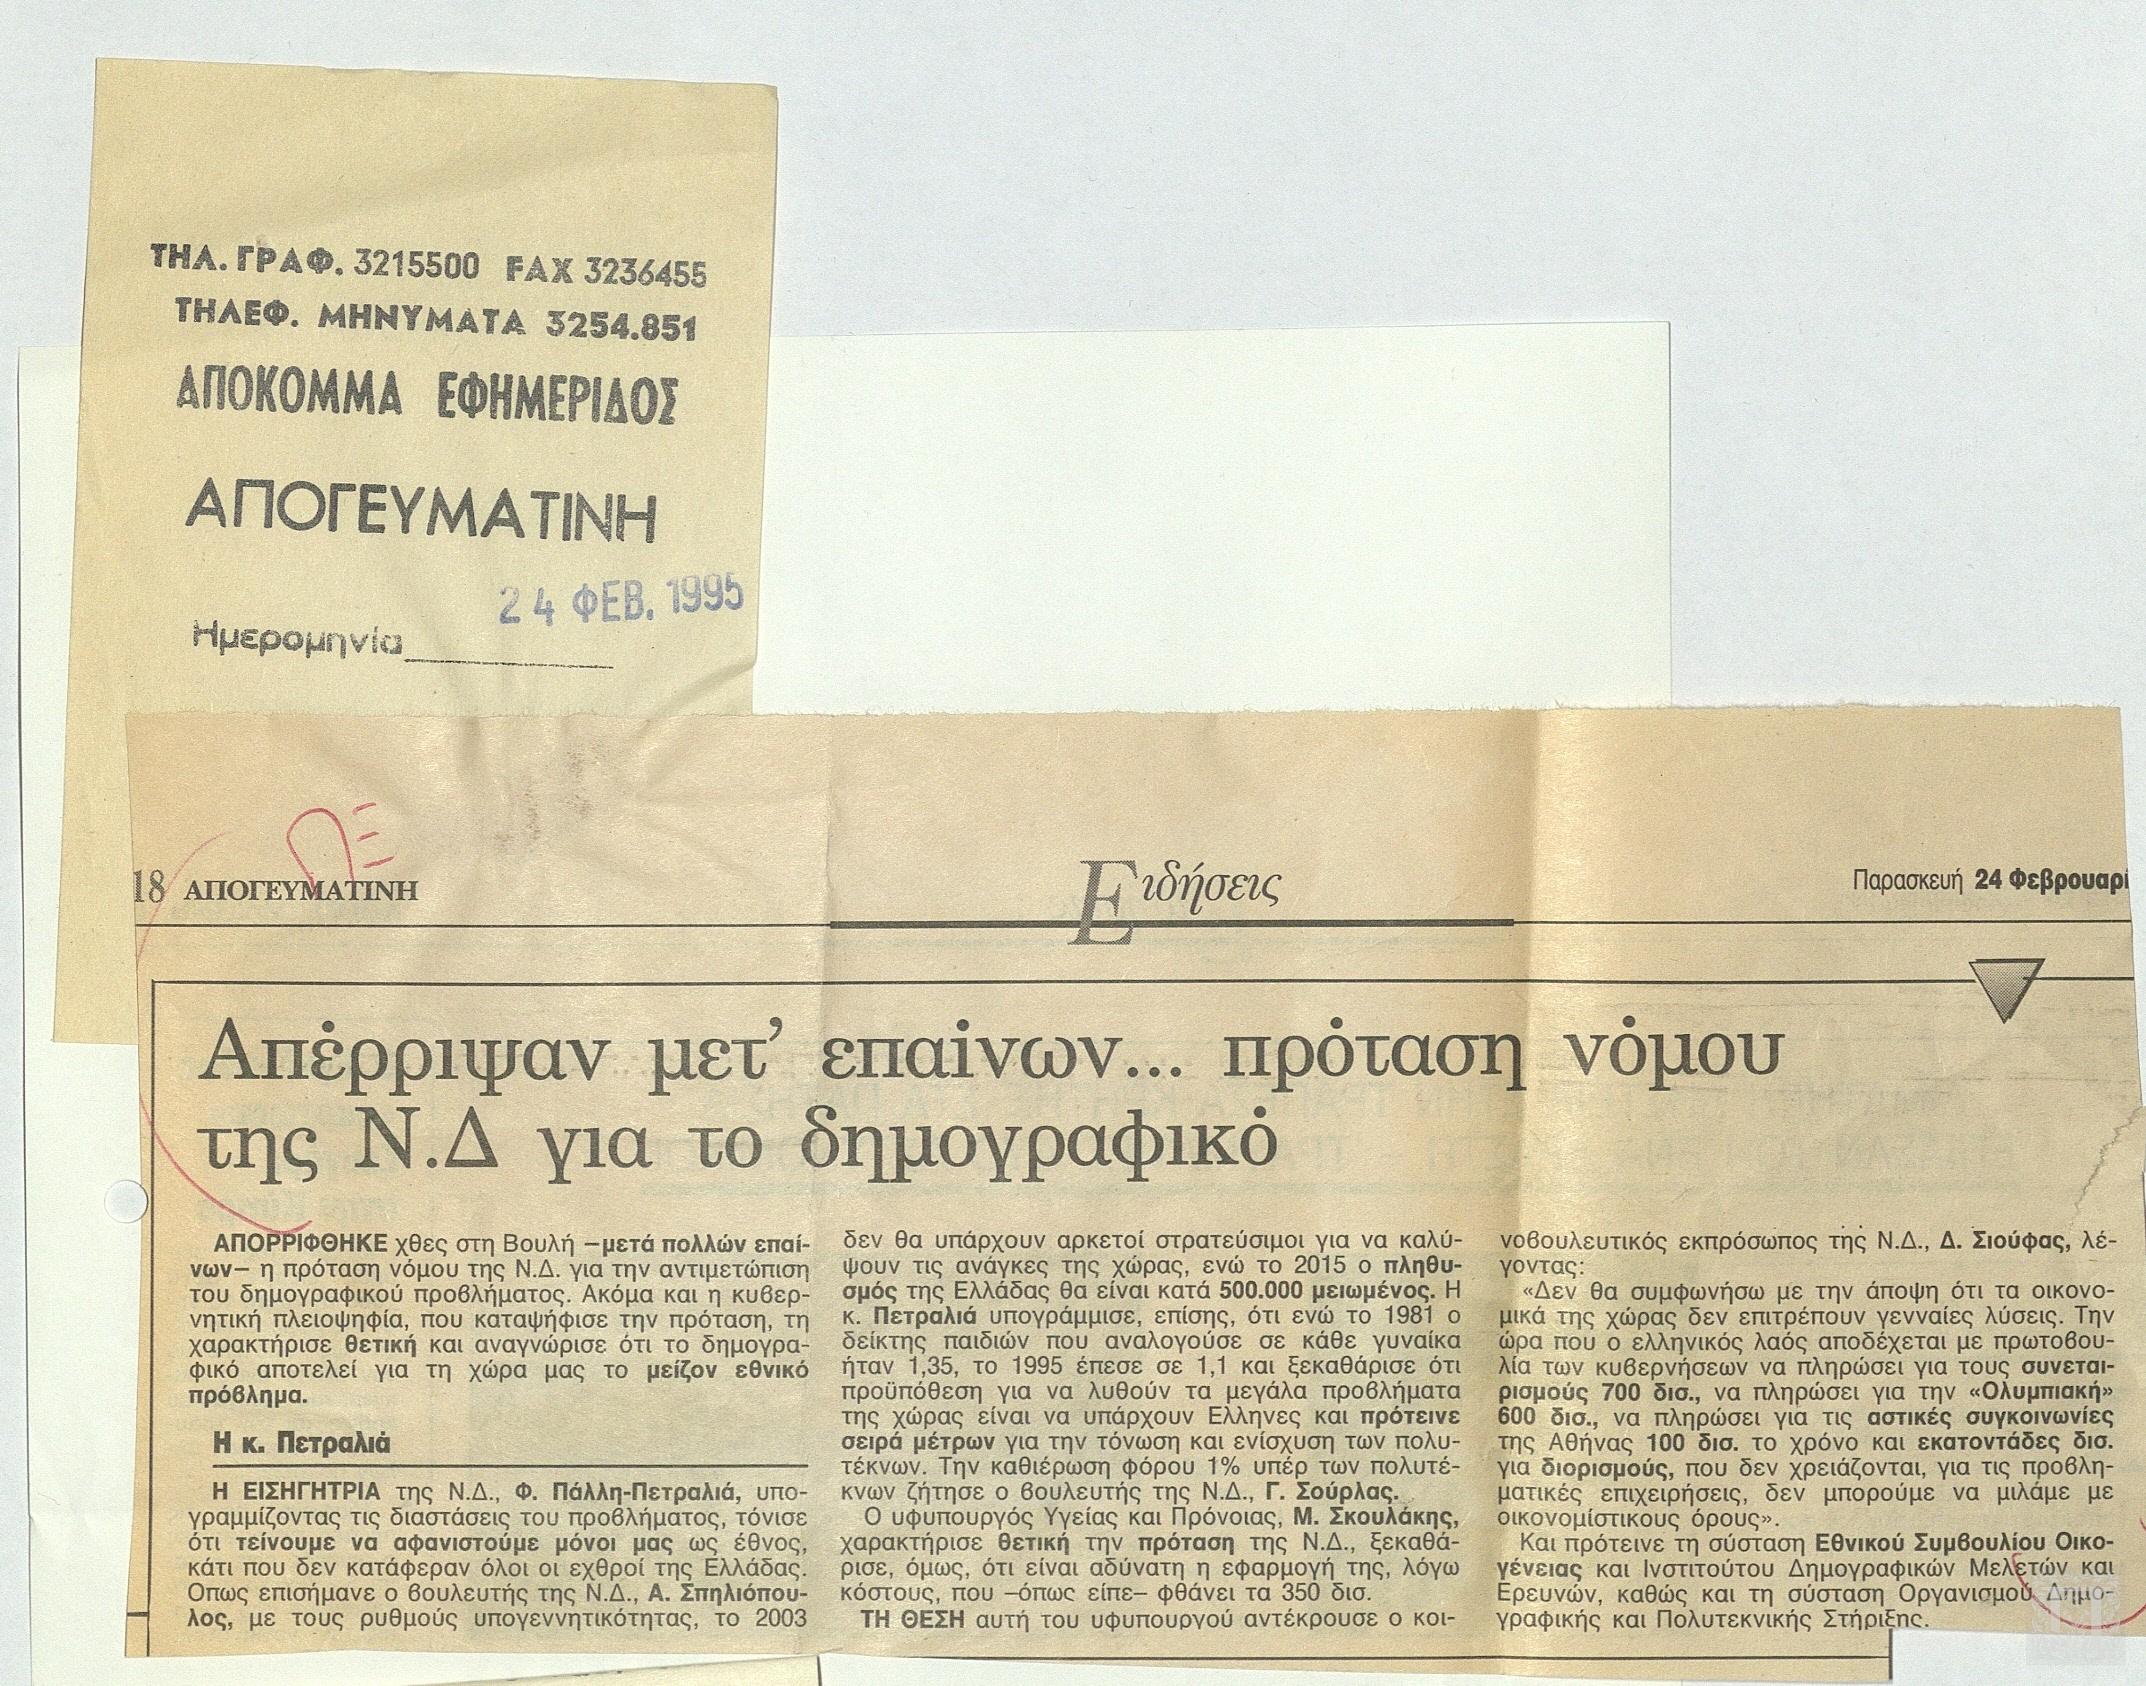 ΤΗΛ. ΓΡΑΦ. 3215500 FAX 3236455
ΤΗΛΕΦ. ΜΗΝΥΜΑΤΑ 3254.851
ΑΠΟΚΟΜΜΑ ΕΦΗΜΕΡΙΔΟΣ
ΑΠΟΓΕΥΜΑΤΙΝΗ
24 ΦΕΒ. 1995
Ημερομηνία
ΠΕ
18 ΑΠΟΓΕΥΜΑΤΙΝΗ
Ειδήσεις
Παρασκευή 24 Φεβρουαρί
Απέρριψαν μετ’ επαίνων... πρόταση νόμου
της Ν.Δ για το δημογραφικό
ΑΠΟΡΡΙΦΘΗΚΕ χθες στη Βουλή –μετά πολλών επαί-
νων– η πρόταση νόμου της Ν.Δ. για την αντιμετώπιση
του δημογραφικού προβλήματος. Ακόμα και η κυβερ-
νητική πλειοψηφία, που καταψήφισε την πρόταση, τη
χαρακτήρισε θετική και αναγνώρισε ότι το δημογρα-
φικό αποτελεί για τη χώρα μας το μείζον εθνικό
πρόβλημα.
Η κ. Πετραλιά
Η ΕΙΣΗΓΗΤΡΙΑ της Ν.Δ., Φ. Πάλλη-Πετραλιά, υπο-
γραμμίζοντας τις διαστάσεις του προβλήματος, τόνισε
ότι τείνουμε να αφανιστούμε μόνοι μας ως έθνος,
κάτι που δεν κατάφεραν όλοι οι εχθροί της Ελλάδας.
Οπως επισήμανε ο βουλευτής της Ν.Δ., Α. Σπηλιόπου-
λος, με τους ρυθμούς υπογεννητικότητας, το 2003
δεν θα υπάρχουν αρκετοί στρατεύσιμοι για να καλύ-
ψουν τις ανάγκες της χώρας, ενώ το 2015 ο πληθυ-
σμός της Ελλάδας θα είναι κατά 500.000 μειωμένος. Η
κ. Πετραλιά υπογράμμισε, επίσης, ότι ενώ το 1981 ο
δείκτης παιδιών που αναλογούσε σε κάθε γυναίκα
ήταν 1,35, το 1995 έπεσε σε 1,1 και ξεκαθάρισε ότι
προϋπόθεση για να λυθούν τα μεγάλα προβλήματα
της χώρας είναι να υπάρχουν Ελληνες και πρότεινε
σειρά μέτρων για την τόνωση και ενίσχυση των πολυ-
τέκνων. Την καθιέρωση φόρου 1% υπέρ των πολυτέ-
κνων ζήτησε ο βουλευτής της Ν.Δ., Γ. Σούρλας.
Ο υφυπουργός Υγείας και Πρόνοιας, Μ. Σκουλάκης,
χαρακτήρισε θετική την πρόταση της Ν.Δ., ξεκαθά-
ρισε, όμως, ότι είναι αδύνατη η εφαρμογή της, λόγω
κόστους, που –όπως είπε– φθάνει τα 350 δισ.
ΤΗ ΘΕΣΗ αυτή του υφυπουργού αντέκρουσε ο κοι-
νοβουλευτικός εκπρόσωπος της Ν.Δ., Δ. Σιούφας, λέ-
γοντας:
«Δεν θα συμφωνήσω με την άποψη ότι τα οικονο-
μικά της χώρας δεν επιτρέπουν γενναίες λύσεις. Την
ώρα που ο ελληνικός λαός αποδέχεται με πρωτοβου-
λία των κυβερνήσεων να πληρώσει για τους συνεται-
ρισμούς 700 δισ., να πληρώσει για την «Ολυμπιακή»
600 δισ., να πληρώσει για τις αστικές συγκοινωνίες
της Αθήνας 100 δισ. το χρόνο και εκατοντάδες δισ.
για διορισμούς, που δεν χρειάζονται, για τις προβλη-
ματικές επιχειρήσεις, δεν μπορούμε να μιλάμε με
οικονομίστικους όρους».
Και πρότεινε τη σύσταση Εθνικού Συμβουλίου Οικο-
γένειας και Ινστιτούτου Δημογραφικών Μελετών και
Ερευνών, καθώς και τη σύσταση Οργανισμού Δημο-
γραφικής και Πολυτεκνικής Στήριξης.